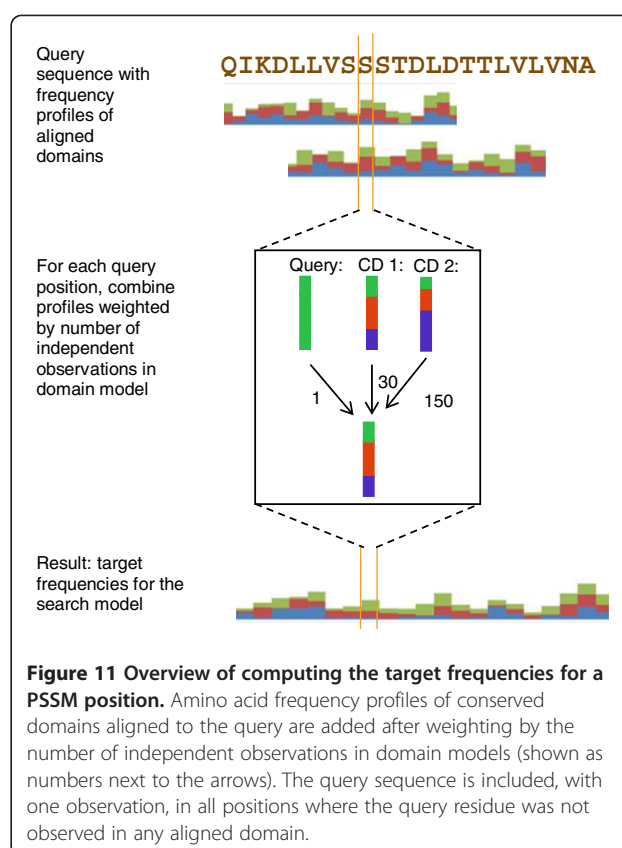 Query
sequence with
frequency
profiles of
aligned
domains
QIKDLLVSSSTDLDTTLVLVNA
For each query
position, combine
profiles weighted
by number of
independent
observations in
domain model
Query: CD 1: CD 2:
1 30 150
Result: target
frequencies for the
search model
Figure 11 Overview of computing the target frequencies for a
PSSM position. Amino acid frequency profiles of conserved
domains aligned to the query are added after weighting by the
number of independent observations in domain models (shown as
numbers next to the arrows). The query sequence is included, with
one observation, in all positions where the query residue was not
observed in any aligned domain.